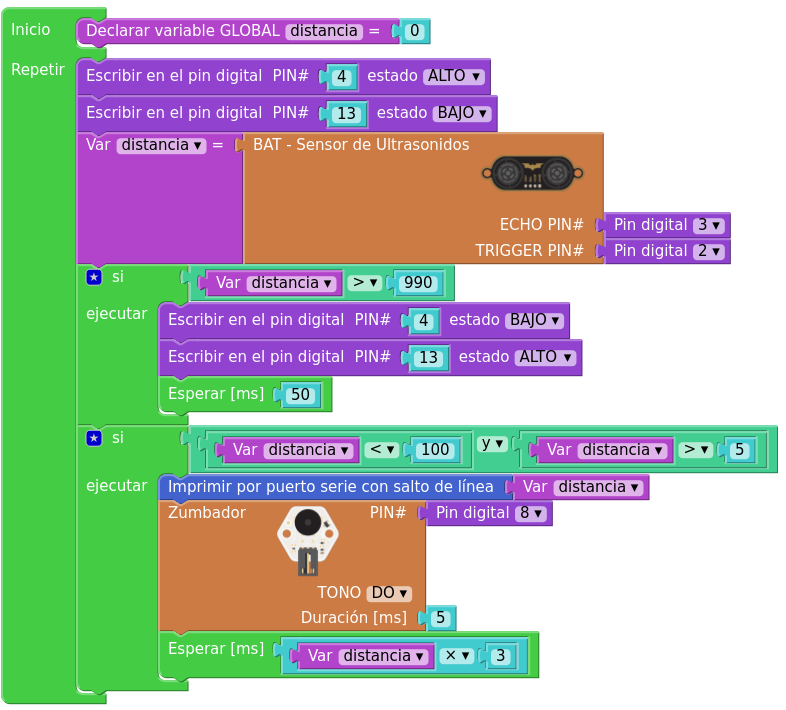 Inicio Declarar variable GLOBAL distancia = 0
Repetir Escribir en el pin digital PIN# 4 estado ALTO
Escribir en el pin digital PIN# 13 estado BAJO
Var distancia = BAT - Sensor de Ultrasonidos
ECHO PIN# Pin digital 3
TRIGGER PIN# Pin digital 2
si Var distancia > 990
ejecutar Escribir en el pin digital PIN# 4 estado BAJO
Escribir en el pin digital PIN# 13 estado ALTO
Esperar [ms] 50
si Var distancia < 100 y Var distancia > 5
ejecutar Imprimir por puerto serie con salto de línea Var distancia
Zumbador PIN# Pin digital 8
TONO DO
Duración [ms] 5
Esperar [ms] Var distancia × 3